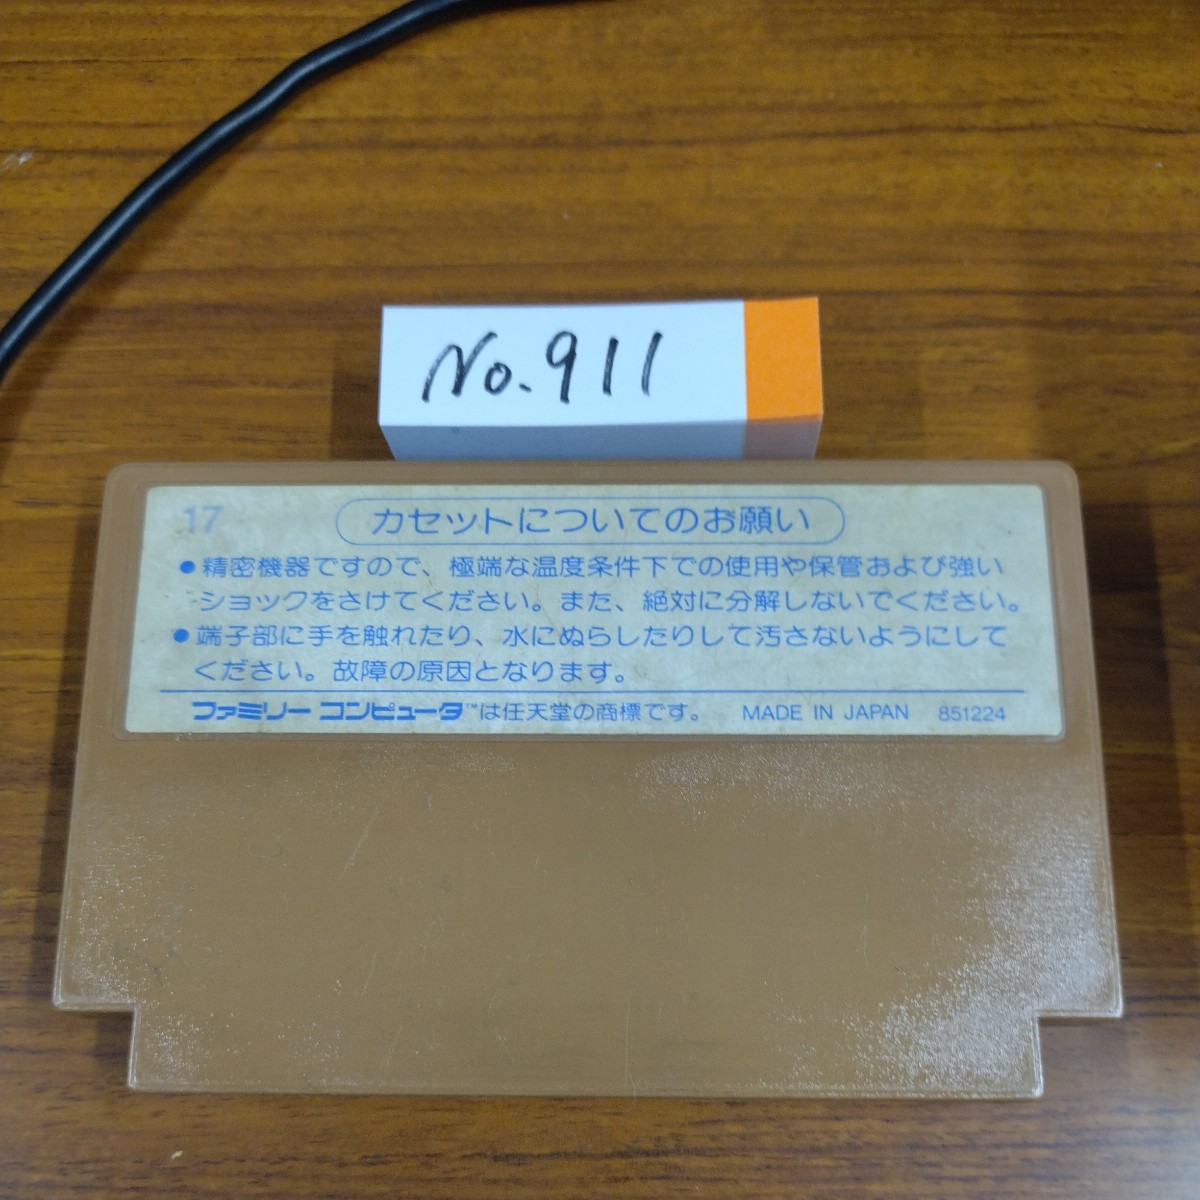 No.911
17 カセットについてのお願い
●精密機器ですので、極端な温度条件下での使用や保管および強い
ショックをさけてください。また、絶対に分解しないでください。
●端子部に手を触れたり、水にぬらしたりして汚さないようにして
ください。故障の原因となります。
ファミリー コンピュータ™は任天堂の商標です。 MADE IN JAPAN 851224